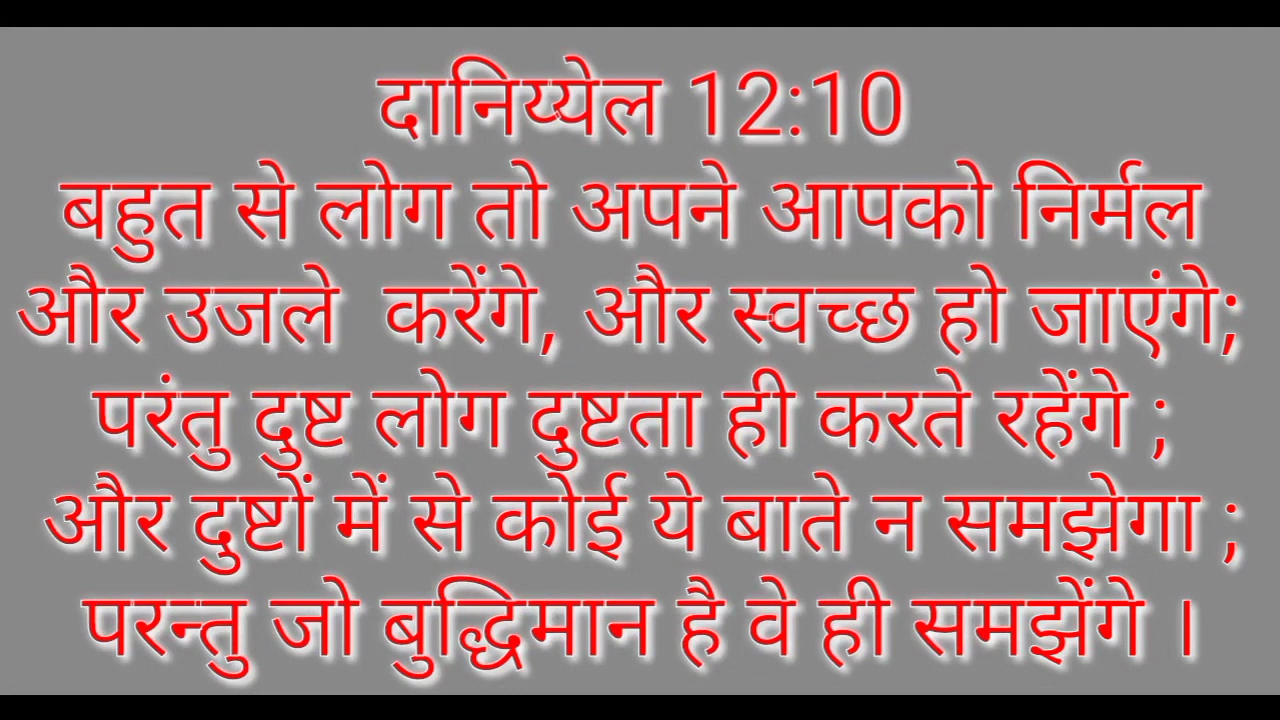 दानिय्येल 12:10
बहुत से लोग तो अपने आपको निर्मल
और उजले  करेंगे, और स्वच्छ हो जाएंगे;
परंतु दुष्ट लोग दुष्टता ही करते रहेंगे ;
और दुष्टों में से कोई ये बाते न समझेगा ;
परन्तु जो बुद्धिमान है वे ही समझेंगे ।